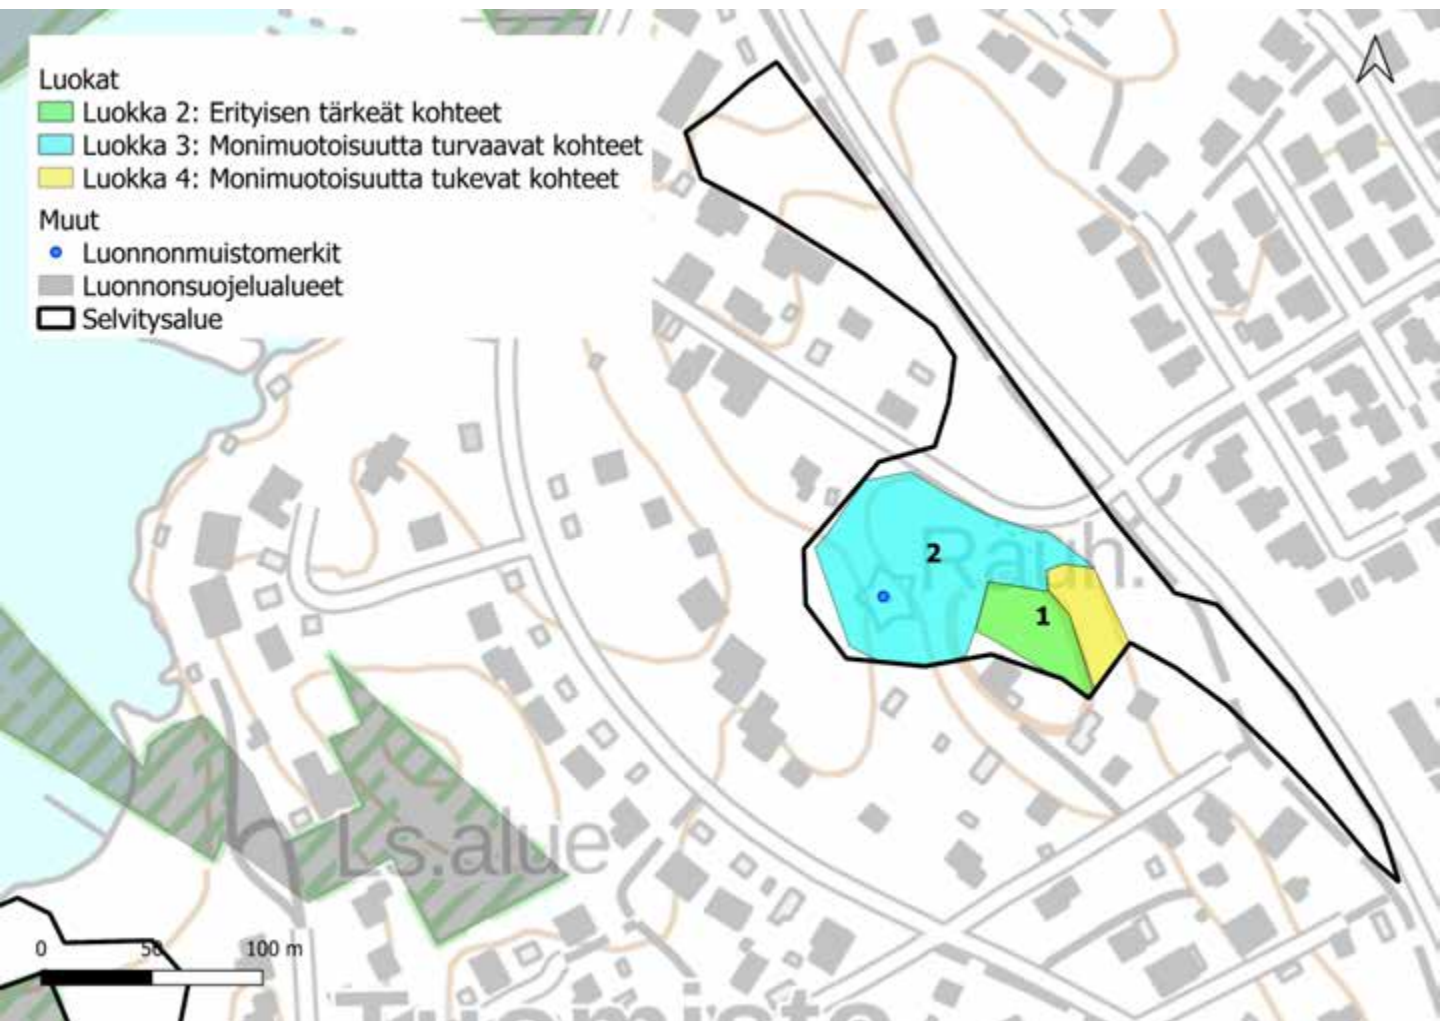 Luokat
Luokka 2: Erityisen tärkeät kohteet
Luokka 3: Monimuotoisuutta turvaavat kohteet
Luokka 4: Monimuotoisuutta tukevat kohteet
Muut
Luonnonmuistomerkit
Luonnonsuojelualueet
Selvitysalue
2
Rauh.
1
Ls.alue
0 50 100 m